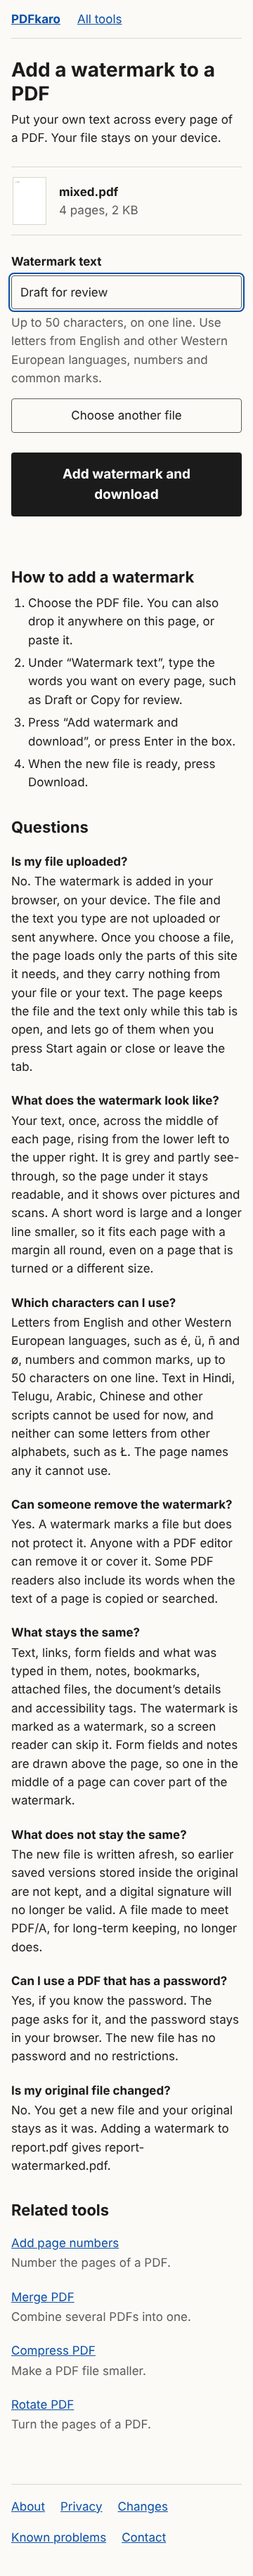 PDFkaro All tools
Add a watermark to a
PDF
Put your own text across every page of
a PDF. Your file stays on your device.
mixed.pdf
4 pages, 2 KB
Watermark text
Draft for review
Up to 50 characters, on one line. Use
letters from English and other Western
European languages, numbers and
common marks.
Choose another file
Add watermark and
download
How to add a watermark
1. Choose the PDF file. You can also
drop it anywhere on this page, or
paste it.
2. Under “Watermark text”, type the
words you want on every page, such
as Draft or Copy for review.
3. Press “Add watermark and
download”, or press Enter in the box.
4. When the new file is ready, press
Download.
Questions
Is my file uploaded?
No. The watermark is added in your
browser, on your device. The file and
the text you type are not uploaded or
sent anywhere. Once you choose a file,
the page loads only the parts of this site
it needs, and they carry nothing from
your file or your text. The page keeps
the file and the text only while this tab is
open, and lets go of them when you
press Start again or close or leave the
tab.
What does the watermark look like?
Your text, once, across the middle of
each page, rising from the lower left to
the upper right. It is grey and partly see-
through, so the page under it stays
readable, and it shows over pictures and
scans. A short word is large and a longer
line smaller, so it fits each page with a
margin all round, even on a page that is
turned or a different size.
Which characters can I use?
Letters from English and other Western
European languages, such as é, ü, ñ and
ø, numbers and common marks, up to
50 characters on one line. Text in Hindi,
Telugu, Arabic, Chinese and other
scripts cannot be used for now, and
neither can some letters from other
alphabets, such as Ł. The page names
any it cannot use.
Can someone remove the watermark?
Yes. A watermark marks a file but does
not protect it. Anyone with a PDF editor
can remove it or cover it. Some PDF
readers also include its words when the
text of a page is copied or searched.
What stays the same?
Text, links, form fields and what was
typed in them, notes, bookmarks,
attached files, the document’s details
and accessibility tags. The watermark is
marked as a watermark, so a screen
reader can skip it. Form fields and notes
are drawn above the page, so one in the
middle of a page can cover part of the
watermark.
What does not stay the same?
The new file is written afresh, so earlier
saved versions stored inside the original
are not kept, and a digital signature will
no longer be valid. A file made to meet
PDF/A, for long-term keeping, no longer
does.
Can I use a PDF that has a password?
Yes, if you know the password. The
page asks for it, and the password stays
in your browser. The new file has no
password and no restrictions.
Is my original file changed?
No. You get a new file and your original
stays as it was. Adding a watermark to
report.pdf gives report-
watermarked.pdf.
Related tools
Add page numbers
Number the pages of a PDF.
Merge PDF
Combine several PDFs into one.
Compress PDF
Make a PDF file smaller.
Rotate PDF
Turn the pages of a PDF.
About Privacy Changes
Known problems Contact